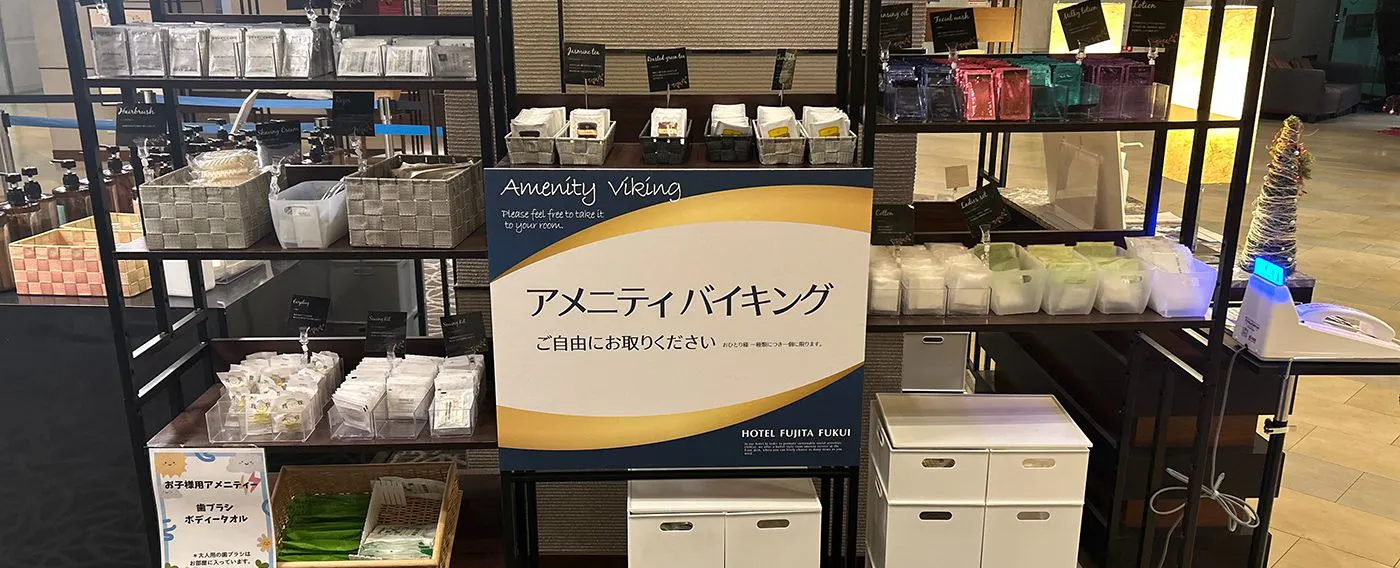 Jasmine tea
Roasted green tea
Facial wash
Milky lotion
Lotion
Hairbrush
Shaving Cream
Razor
Cotton
Ladies set
Amenity Viking
Please feel free to take it
to your room.
アメニティ バイキング
ご自由にお取りください おひとり様 一種類につき一個に限ります。
HOTEL FUJITA FUKUI
お子様用アメニティー
歯ブラシ
ボディータオル
*大人用の歯ブラシは
お部屋に入っています。